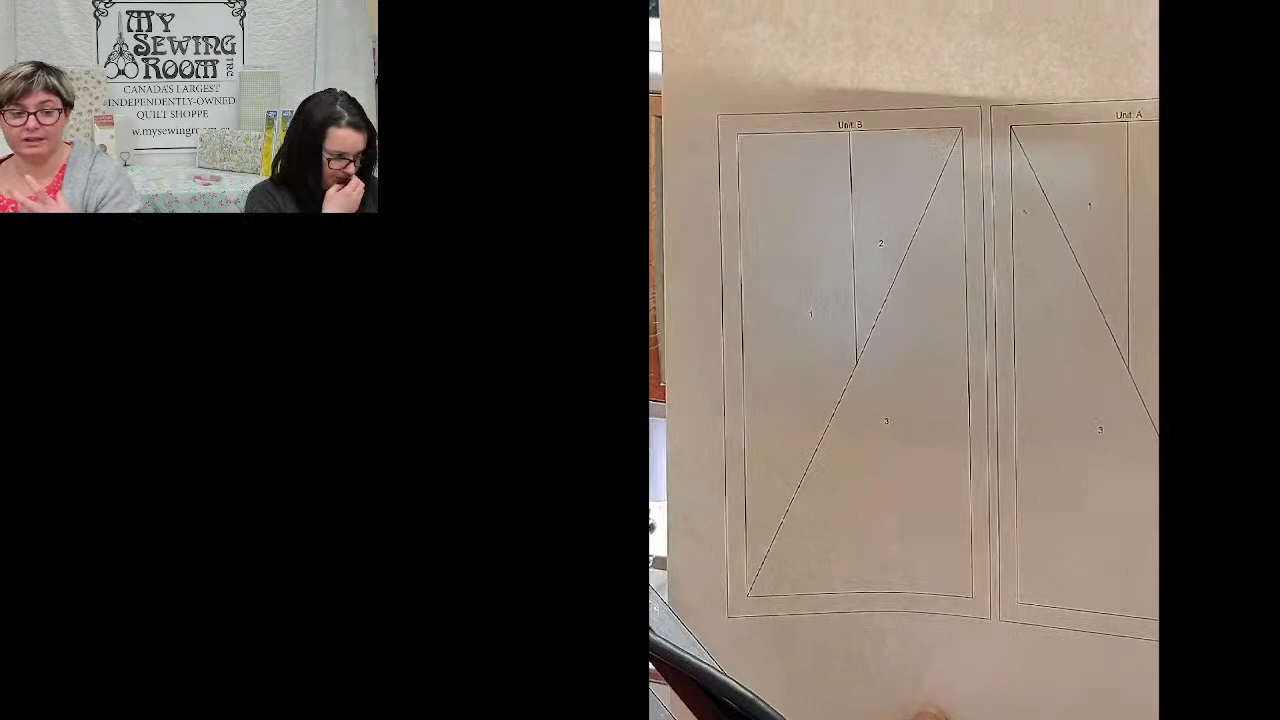 MY
SEWING
ROOM INC
CANADA'S LARGEST
INDEPENDENTLY-OWNED
QUILT SHOPPE
Unit: B
1
2
3
Unit: A
1
3